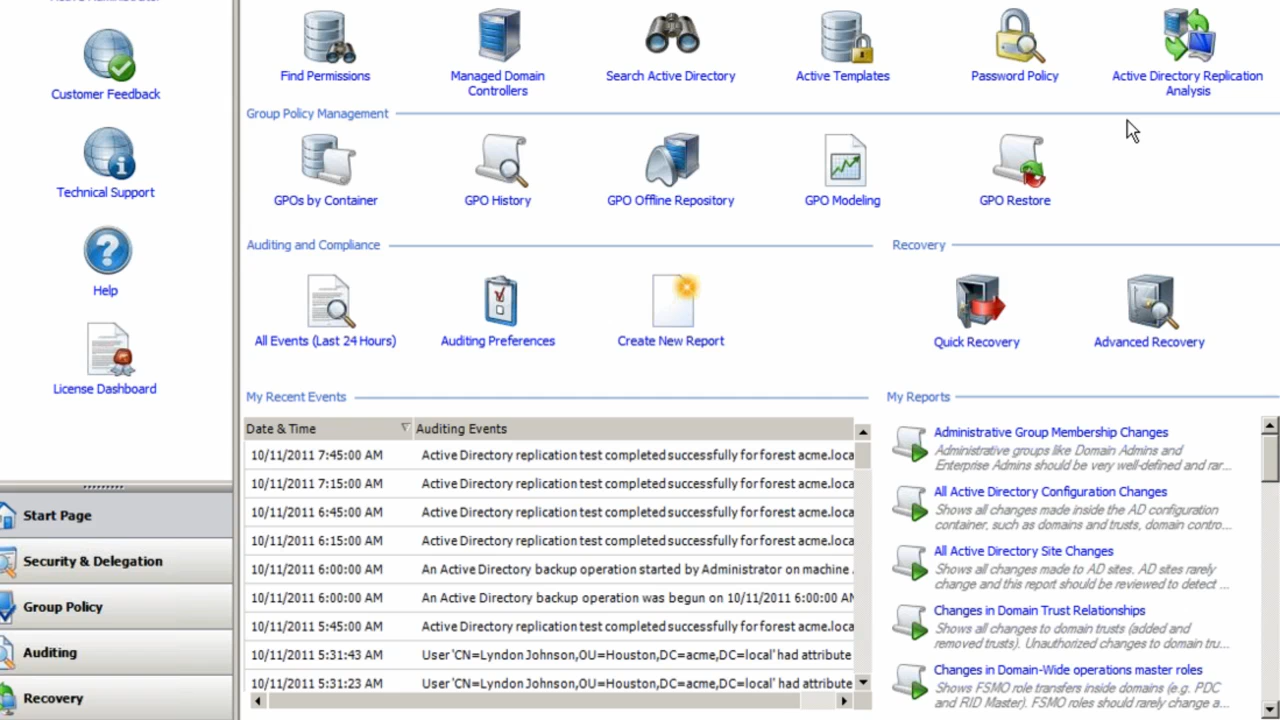 Customer Feedback
Technical Support
Help
License Dashboard
Start Page
Security & Delegation
Group Policy
Auditing
Recovery
Find Permissions
Managed Domain
Controllers
Search Active Directory
Active Templates
Password Policy
Active Directory Replication
Analysis
Group Policy Management
GPOs by Container
GPO History
GPO Offline Repository
GPO Modeling
GPO Restore
Auditing and Compliance
All Events (Last 24 Hours)
Auditing Preferences
Create New Report
Recovery
Quick Recovery
Advanced Recovery
My Recent Events
Date & Time Auditing Events
10/11/2011 7:45:00 AM Active Directory replication test completed successfully for forest acme.loca
10/11/2011 7:15:00 AM Active Directory replication test completed successfully for forest acme.loca
10/11/2011 6:45:00 AM Active Directory replication test completed successfully for forest acme.loca
10/11/2011 6:15:00 AM Active Directory replication test completed successfully for forest acme.loca
10/11/2011 6:00:00 AM An Active Directory backup operation started by Administrator on machine .
10/11/2011 6:00:00 AM An Active Directory backup operation was begun on 10/11/2011 6:00:00 AM
10/11/2011 5:45:00 AM Active Directory replication test completed successfully for forest acme.loca
10/11/2011 5:31:43 AM User 'CN=Lyndon Johnson,OU=Houston,DC=acme,DC=local' had attribute
10/11/2011 5:31:23 AM User 'CN=Lyndon Johnson,OU=Houston,DC=acme,DC=local' had attribute
My Reports
Administrative Group Membership Changes
Administrative groups like Domain Admins and
Enterprise Admins should be very well-defined and rar...
All Active Directory Configuration Changes
Shows all changes made inside the AD configuration
container, such as domains and trusts, domain contro...
All Active Directory Site Changes
Shows all changes made to AD sites. AD sites rarely
change and this report should be reviewed to detect ...
Changes in Domain Trust Relationships
Shows all changes to domain trusts (added and
removed trusts). Unauthorized changes to domain tru...
Changes in Domain-Wide operations master roles
Shows FSMO role transfers inside domains (e.g. PDC
and RID Master). FSMO roles should rarely change a...